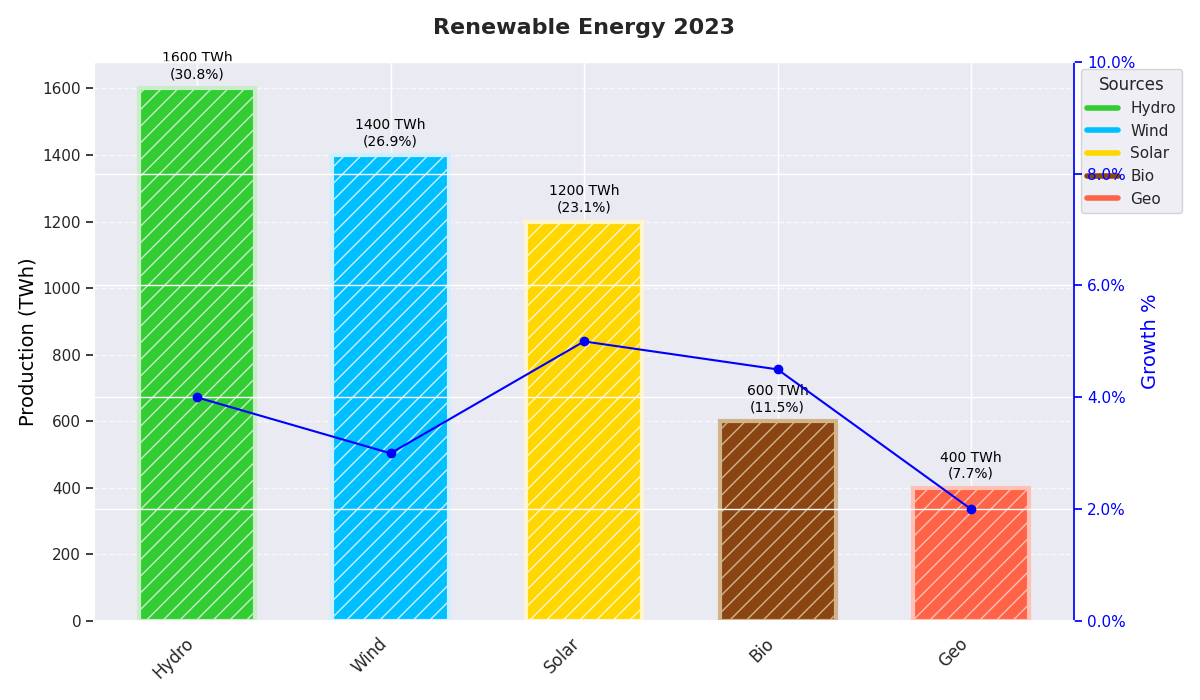 Renewable Energy 2023
Production (TWh)
1600
1400
1200
1000
800
600
400
200
0
1600 TWh
(30.8%)
1400 TWh
(26.9%)
1200 TWh
(23.1%)
600 TWh
(11.5%)
400 TWh
(7.7%)
Hydro
Wind
Solar
Bio
Geo
10.0%
8.0%
6.0%
4.0%
2.0%
0.0%
Growth %
Sources
Hydro
Wind
Solar
Bio
Geo